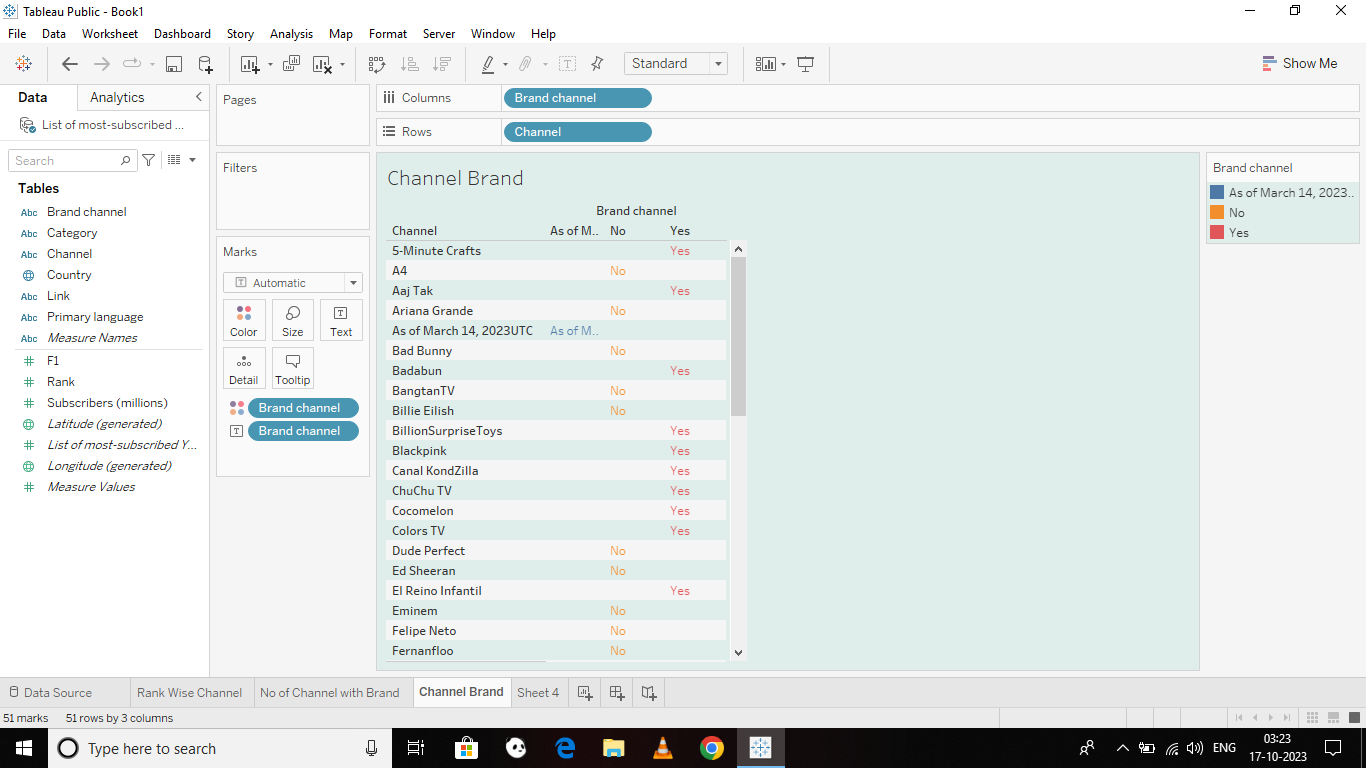 Tableau Public - Book1
File Data Worksheet Dashboard Story Analysis Map Format Server Window Help
Standard
Show Me
Data Analytics
List of most-subscribed ...
Search
Tables
Abc Brand channel
Abc Category
Abc Channel
Country
Abc Link
Abc Primary language
Abc Measure Names
# F1
# Rank
# Subscribers (millions)
Latitude (generated)
# List of most-subscribed Y...
Longitude (generated)
# Measure Values
Pages
Filters
Marks
T Automatic
Color Size Text
Detail Tooltip
Brand channel
Brand channel
Columns Brand channel
Rows Channel
Channel Brand
Brand channel
Channel As of M.. No Yes
5-Minute Crafts Yes
A4 No
Aaj Tak Yes
Ariana Grande No
As of March 14, 2023UTC As of M..
Bad Bunny No
Badabun Yes
BangtanTV No
Billie Eilish No
BillionSurpriseToys Yes
Blackpink Yes
Canal KondZilla Yes
ChuChu TV Yes
Cocomelon Yes
Colors TV Yes
Dude Perfect No
Ed Sheeran No
El Reino Infantil Yes
Eminem No
Felipe Neto No
Fernanfloo No
Brand channel
As of March 14, 2023..
No
Yes
Data Source Rank Wise Channel No of Channel with Brand Channel Brand Sheet 4
51 marks 51 rows by 3 columns
Type here to search
ENG
03:23
17-10-2023